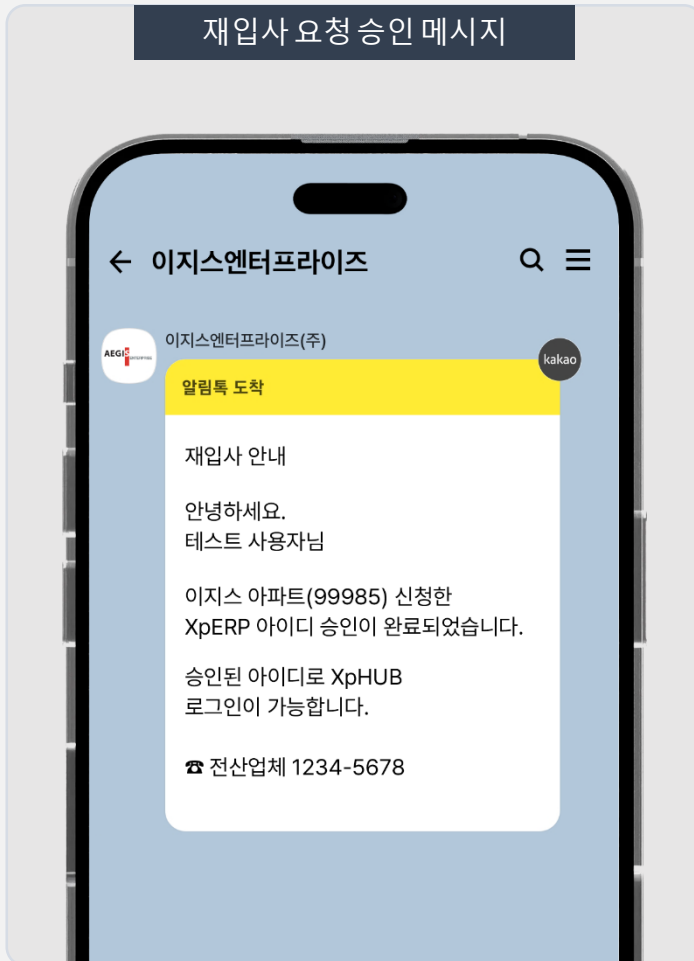 재입사 요청 승인 메시지
이지스엔터프라이즈
AEGIS
이지스엔터프라이즈(주)
kakao
알림톡 도착
재입사 안내
안녕하세요.
테스트 사용자님
이지스 아파트(99985) 신청한
XpERP 아이디 승인이 완료되었습니다.
승인된 아이디로 XpHUB
로그인이 가능합니다.
☎ 전산업체 1234-5678